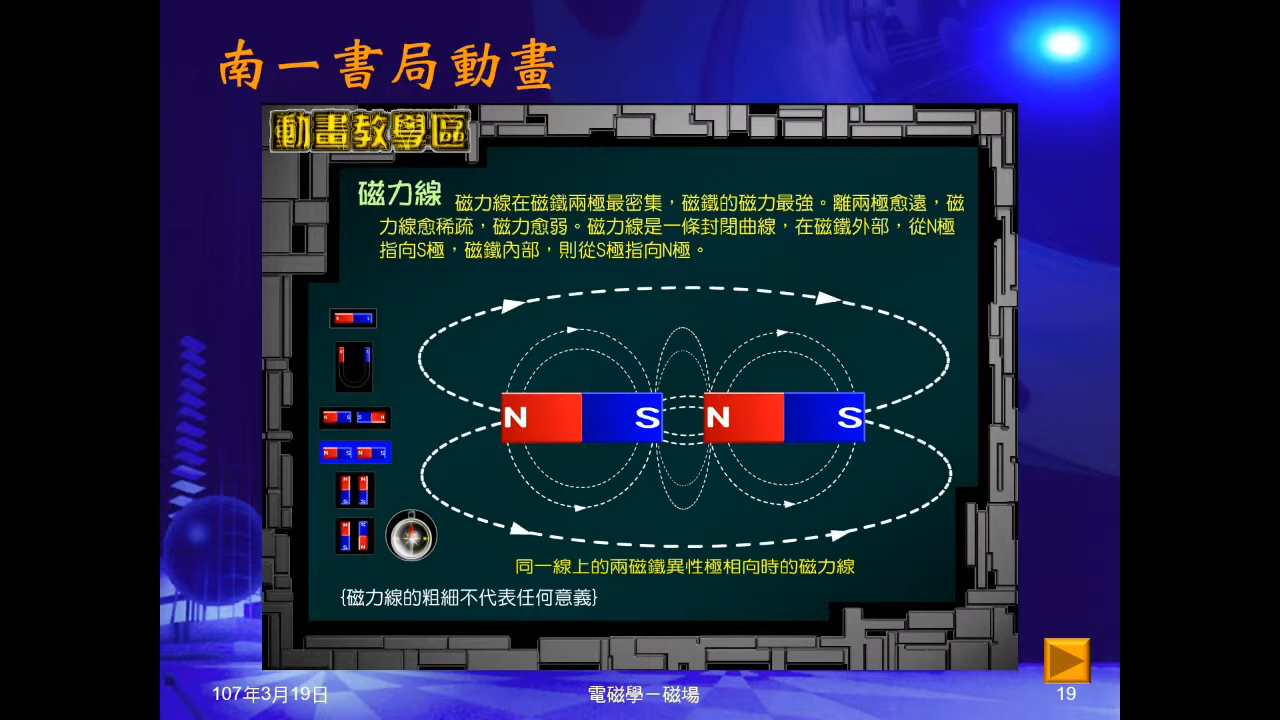 南一書局動畫
動畫教學區
磁力線 磁力線在磁鐵兩極最密集，磁鐵的磁力最強。離兩極愈遠，磁
力線愈稀疏，磁力愈弱。磁力線是一條封閉曲線，在磁鐵外部，從N極
指向S極，磁鐵內部，則從S極指向N極。
N S N S
同一線上的兩磁鐵異性極相向時的磁力線
{磁力線的粗細不代表任何意義}
107年3月19日
電磁學－磁場
19